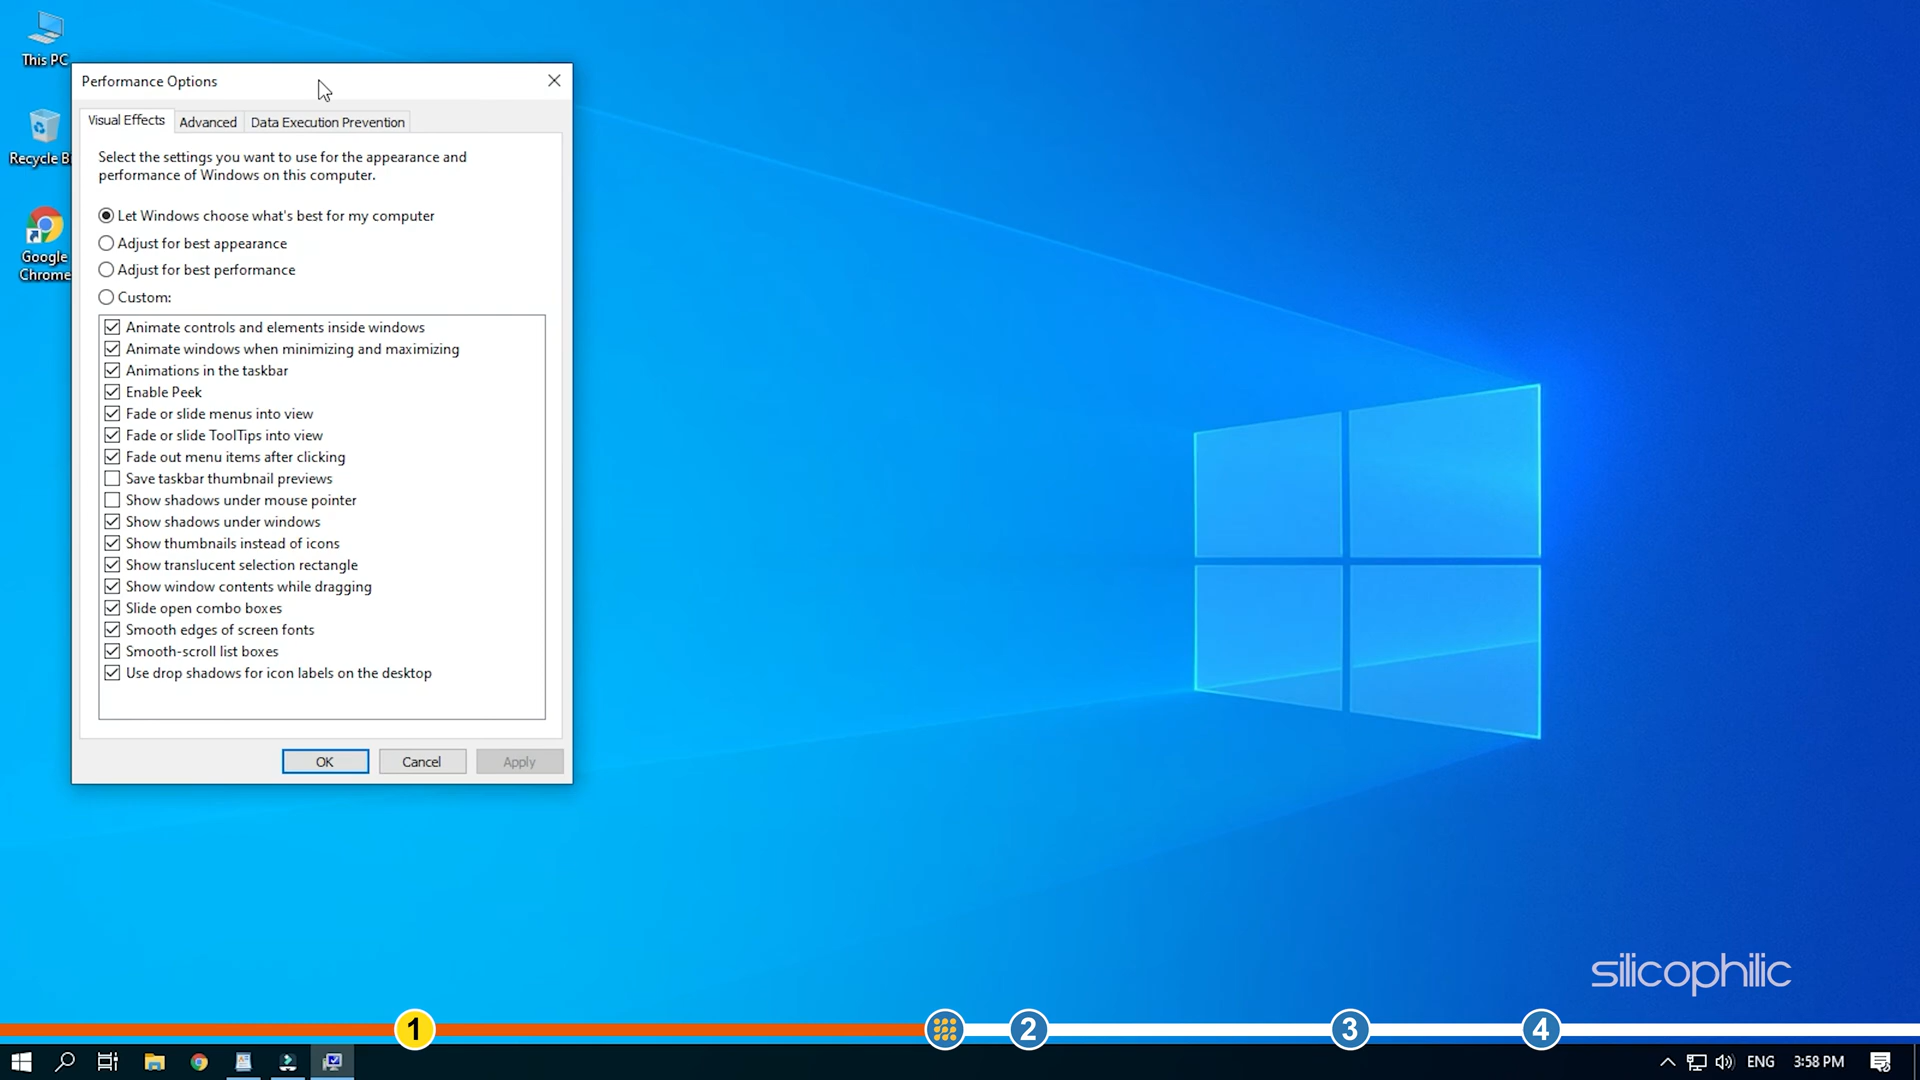 This PC
Recycle Bi
Google
Chrome
Performance Options
Visual Effects
Advanced
Data Execution Prevention
Select the settings you want to use for the appearance and
performance of Windows on this computer.
Let Windows choose what's best for my computer
Adjust for best appearance
Adjust for best performance
Custom:
Animate controls and elements inside windows
Animate windows when minimizing and maximizing
Animations in the taskbar
Enable Peek
Fade or slide menus into view
Fade or slide ToolTips into view
Fade out menu items after clicking
Save taskbar thumbnail previews
Show shadows under mouse pointer
Show shadows under windows
Show thumbnails instead of icons
Show translucent selection rectangle
Show window contents while dragging
Slide open combo boxes
Smooth edges of screen fonts
Smooth-scroll list boxes
Use drop shadows for icon labels on the desktop
OK
Cancel
Apply
silicophilic
1
2
3
4
ENG
3:58 PM